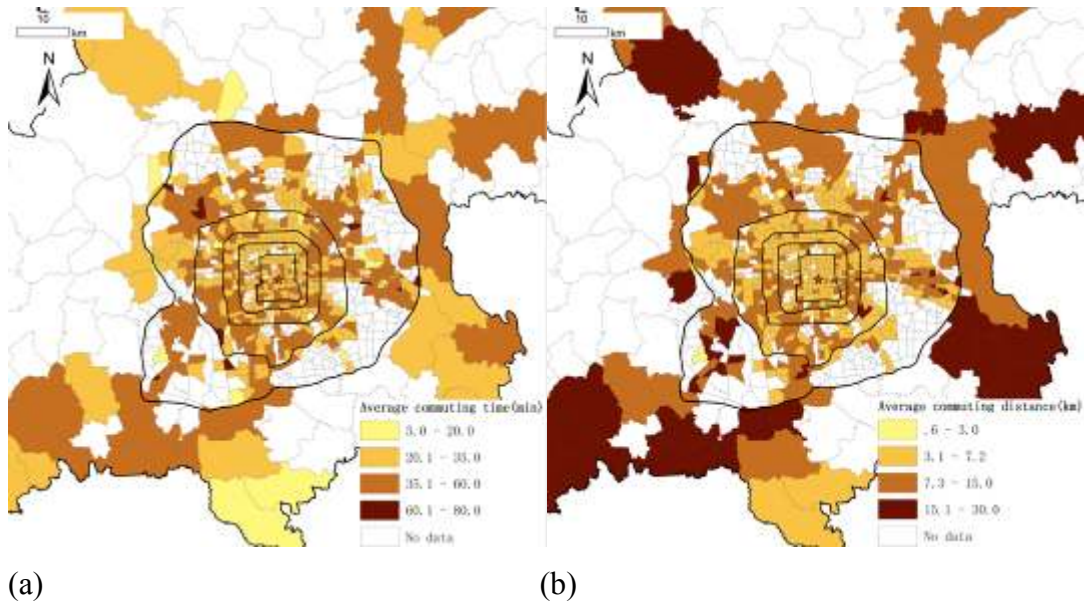 10
km
N
Average commuting time(min)
3.0 - 20.0
20.1 - 35.0
35.1 - 60.0
60.1 - 80.0
No data
10
km
N
Average commuting distance(km)
.6 - 3.0
3.1 - 7.2
7.3 - 15.0
15.1 - 30.0
No data
(a)
(b)